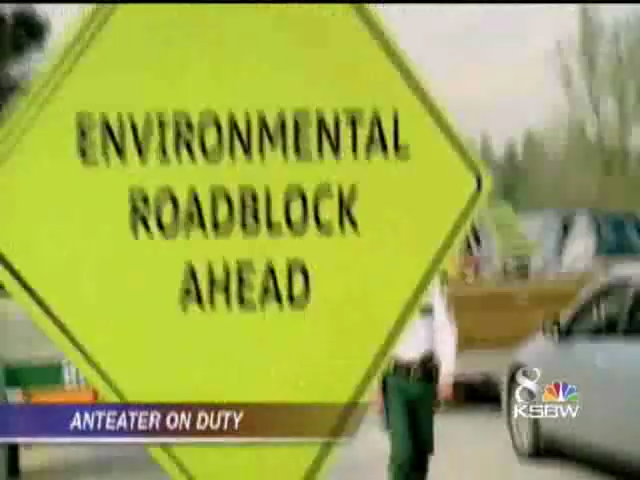 ENVIRONMENTAL
ROADBLOCK
AHEAD
ANTEATER ON DUTY
8
KSBW